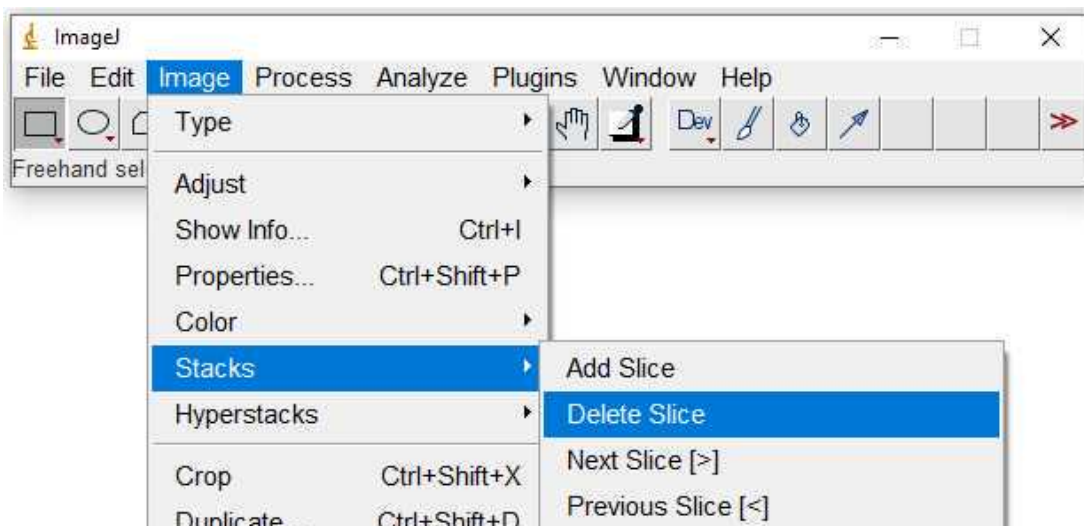 ImageJ
File Edit Image Process Analyze Plugins Window Help
Type
Dev
Freehand sel
Adjust
Show Info... Ctrl+I
Properties... Ctrl+Shift+P
Color
Stacks
Add Slice
Hyperstacks
Delete Slice
Next Slice [>]
Crop Ctrl+Shift+X
Previous Slice [<]
Duplicate... Ctrl+Shift+D